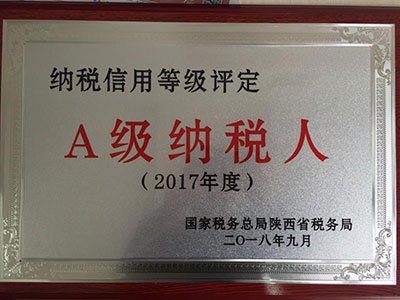 纳税信用等级评定
A级纳税人
（2017年度）
国家税务总局陕西省税务局
二〇一八年九月